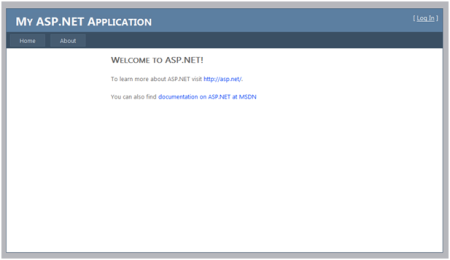 My ASP.NET Application
[ Log In ]
Home
About
Welcome to ASP.NET!
To learn more about ASP.NET visit http://asp.net/.
You can also find documentation on ASP.NET at MSDN